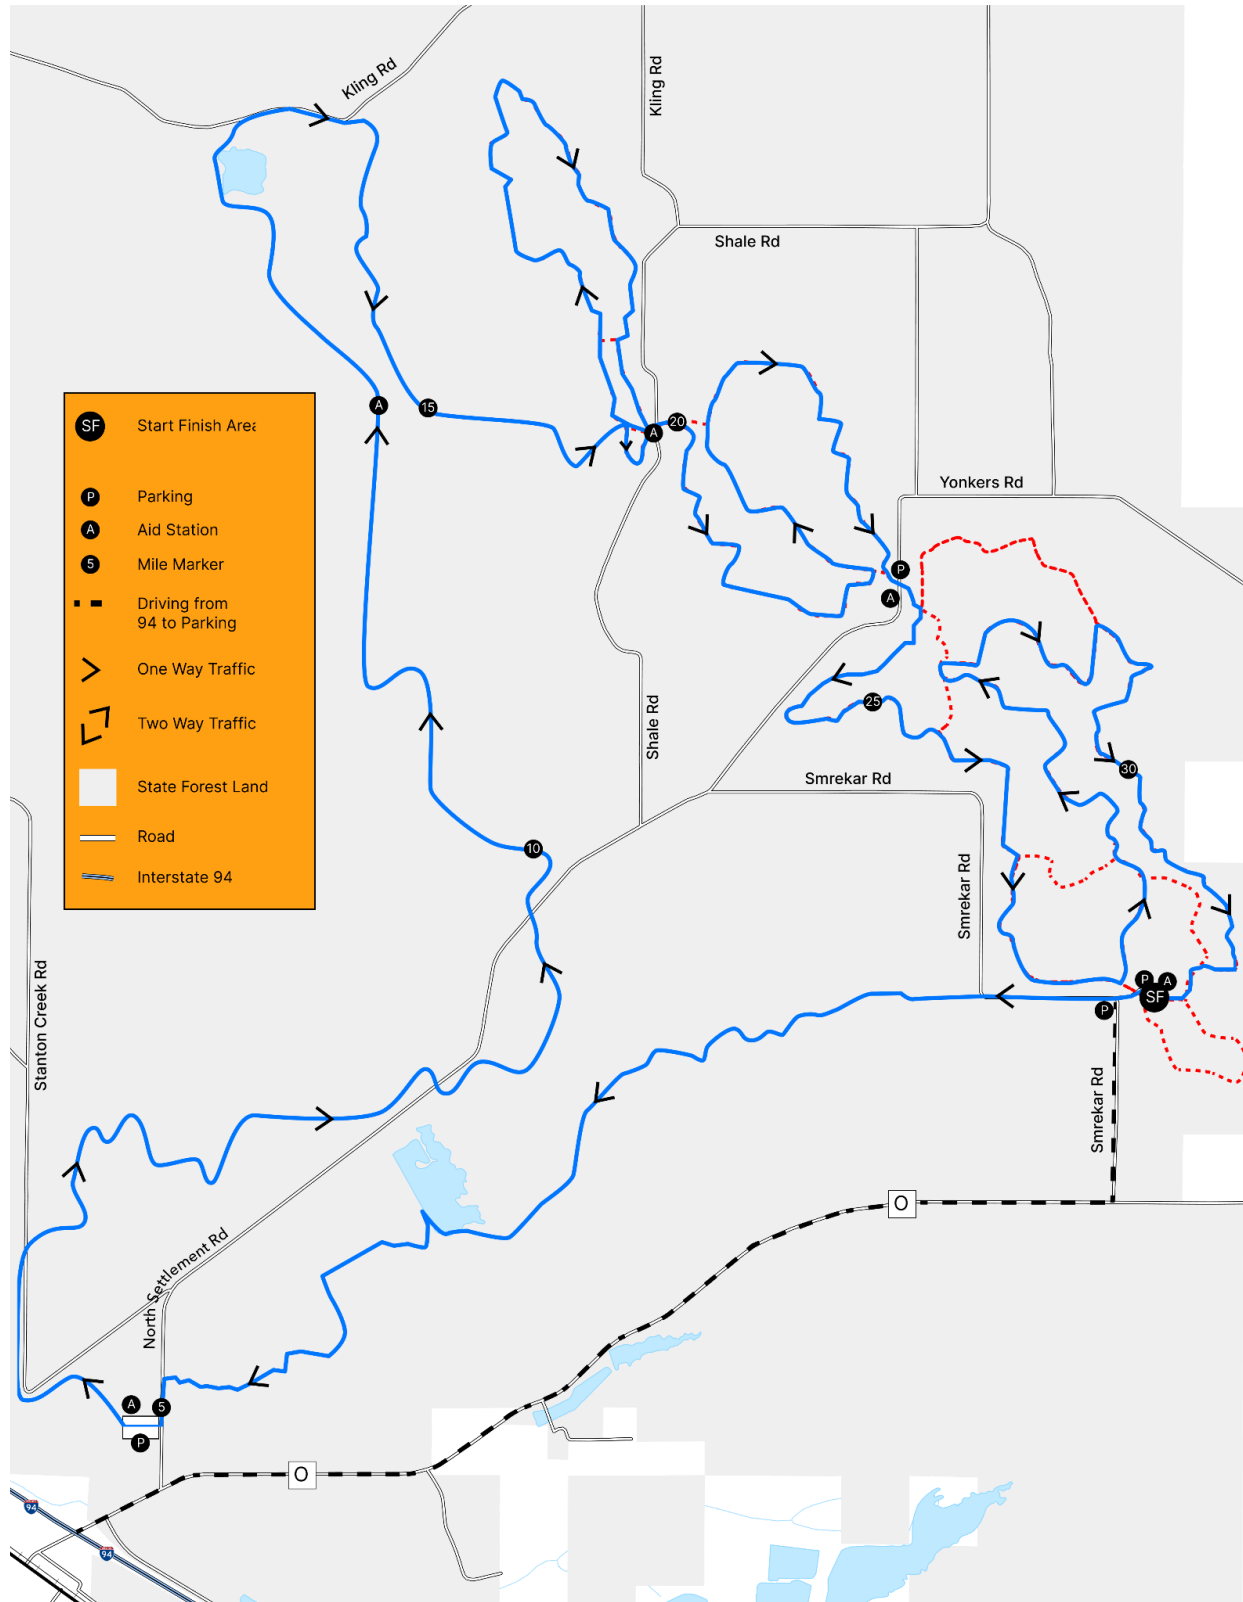 Kling Rd
Kling Rd
Shale Rd
A
15
20
A
SF
Start Finish Area
P
Parking
A
Aid Station
5
Mile Marker
Driving from
94 to Parking
One Way Traffic
Two Way Traffic
State Forest Land
Road
Interstate 94
Yonkers Rd
P
A
25
Shale Rd
Smrekar Rd
30
10
Smrekar Rd
Stanton Creek Rd
P
A
SF
P
Smrekar Rd
O
North Settlement Rd
A
5
P
O
94
94